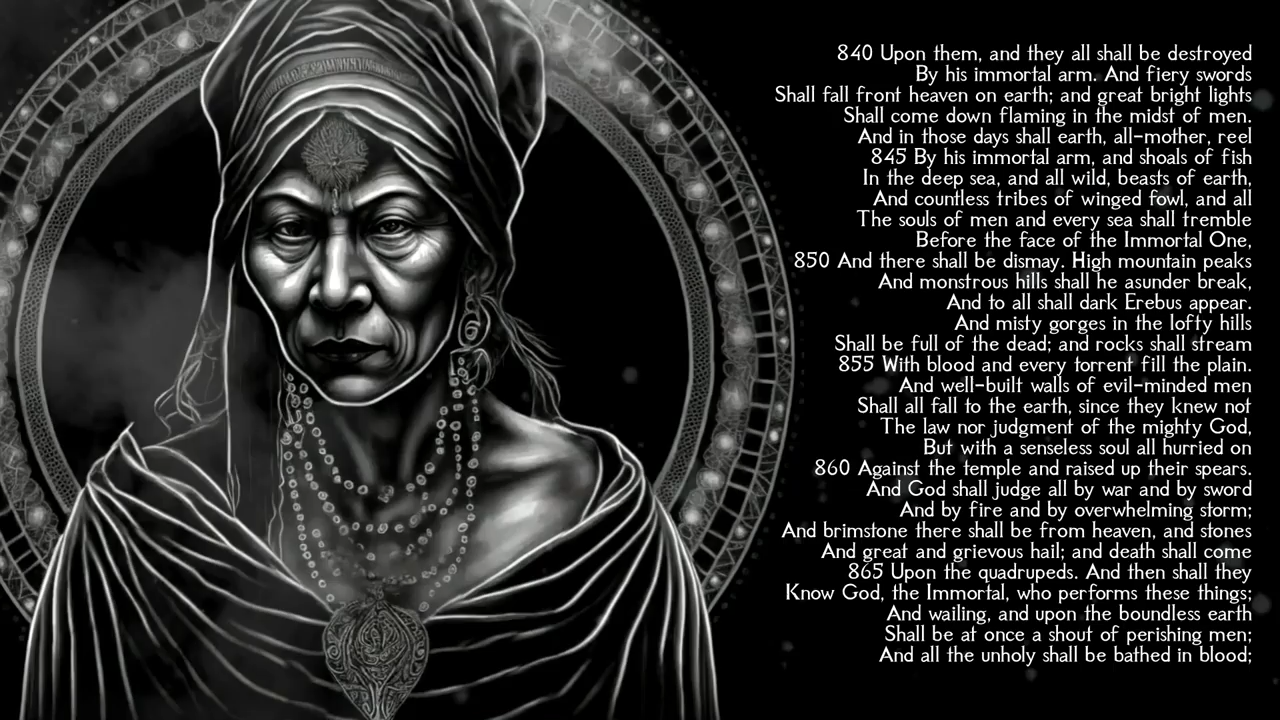 840 Upon them, and they all shall be destroyed
By his immortal arm. And fiery swords
Shall fall front heaven on earth; and great bright lights
Shall come down flaming in the midst of men.
And in those days shall earth, all-mother, reel
845 By his immortal arm, and shoals of fish
In the deep sea, and all wild, beasts of earth,
And countless tribes of winged fowl, and all
The souls of men and every sea shall tremble
Before the face of the Immortal One,
850 And there shall be dismay. High mountain peaks
And monstrous hills shall he asunder break,
And to all shall dark Erebus appear.
And misty gorges in the lofty hills
Shall be full of the dead; and rocks shall stream
855 With blood and every torrent fill the plain.
And well-built walls of evil-minded men
Shall all fall to the earth, since they knew not
The law nor judgment of the mighty God,
But with a senseless soul all hurried on
860 Against the temple and raised up their spears.
And God shall judge all by war and by sword
And by fire and by overwhelming storm;
And brimstone there shall be from heaven, and stones
And great and grievous hail; and death shall come
865 Upon the quadrupeds. And then shall they
Know God, the Immortal, who performs these things;
And wailing, and upon the boundless earth
Shall be at once a shout of perishing men;
And all the unholy shall be bathed in blood;